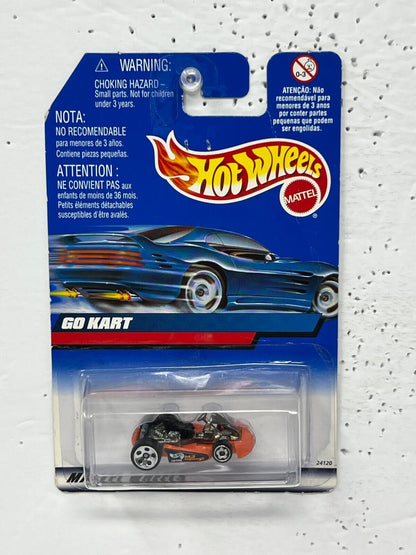 ⚠ WARNING:
CHOKING HAZARD –
Small parts. Not for children
under 3 years.
NOTA:
NO RECOMENDABLE
para menores de 3 años.
Contiene piezas pequeñas.
ATTENTION :
NE CONVIENT PAS aux
enfants de moins de 36 mois.
Petits éléments détachables
susceptibles d'être avalés.
0-3
ATENÇÃO: Não
recomendável para
menores de 3 anos
por conter partes
pequenas que podem
ser engolidas.
HOT WHEELS
MATTEL
®
GO KART
24120